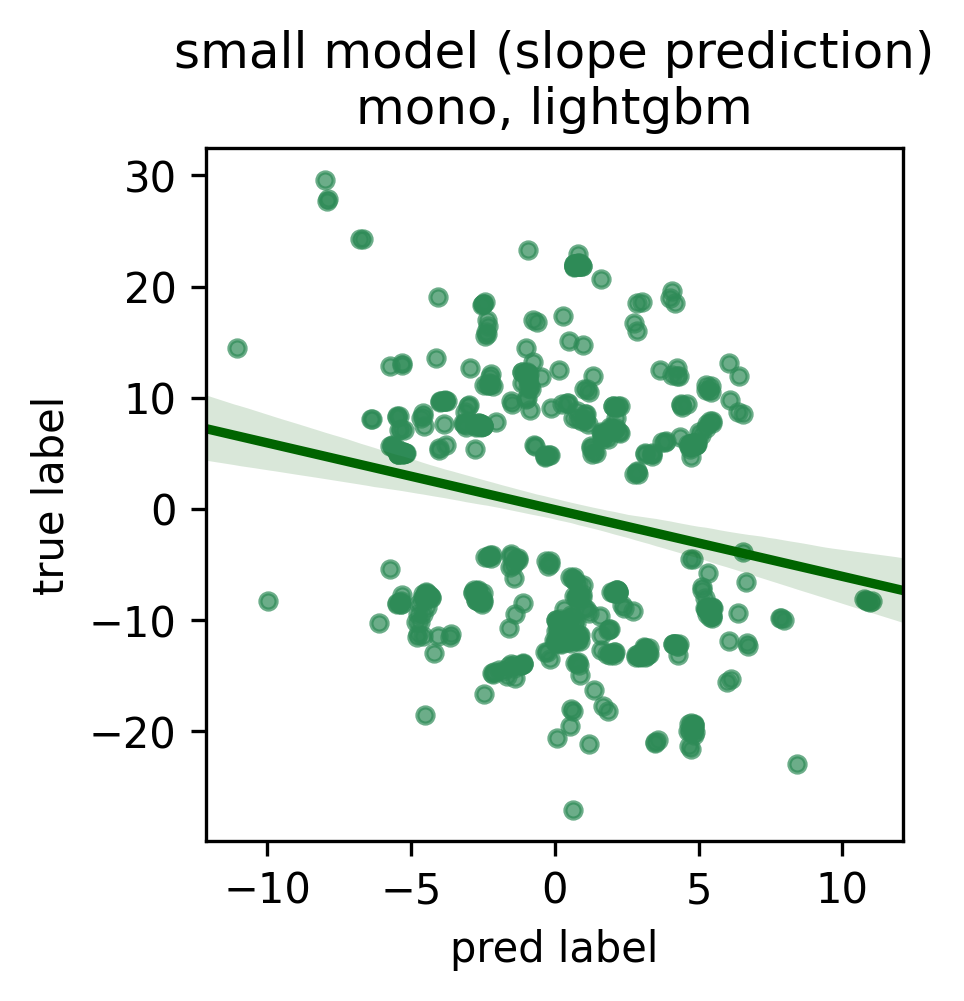 small model (slope prediction)
mono, lightgbm
30
20
10
0
−10
−20
true label
−10
−5
0
5
10
pred label